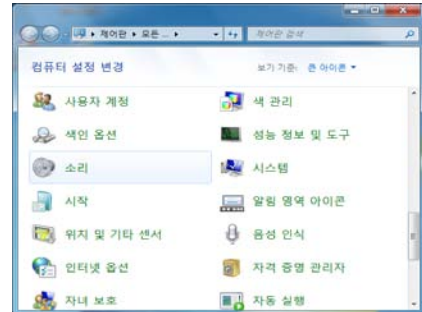 제어판 ▸ 모든 ... ▸
제어판 검색
컴퓨터 설정 변경
보기 기준: 큰 아이콘
사용자 계정
색 관리
색인 옵션
성능 정보 및 도구
소리
시스템
시작
알림 영역 아이콘
위치 및 기타 센서
음성 인식
인터넷 옵션
자격 증명 관리자
자녀 보호
자동 실행